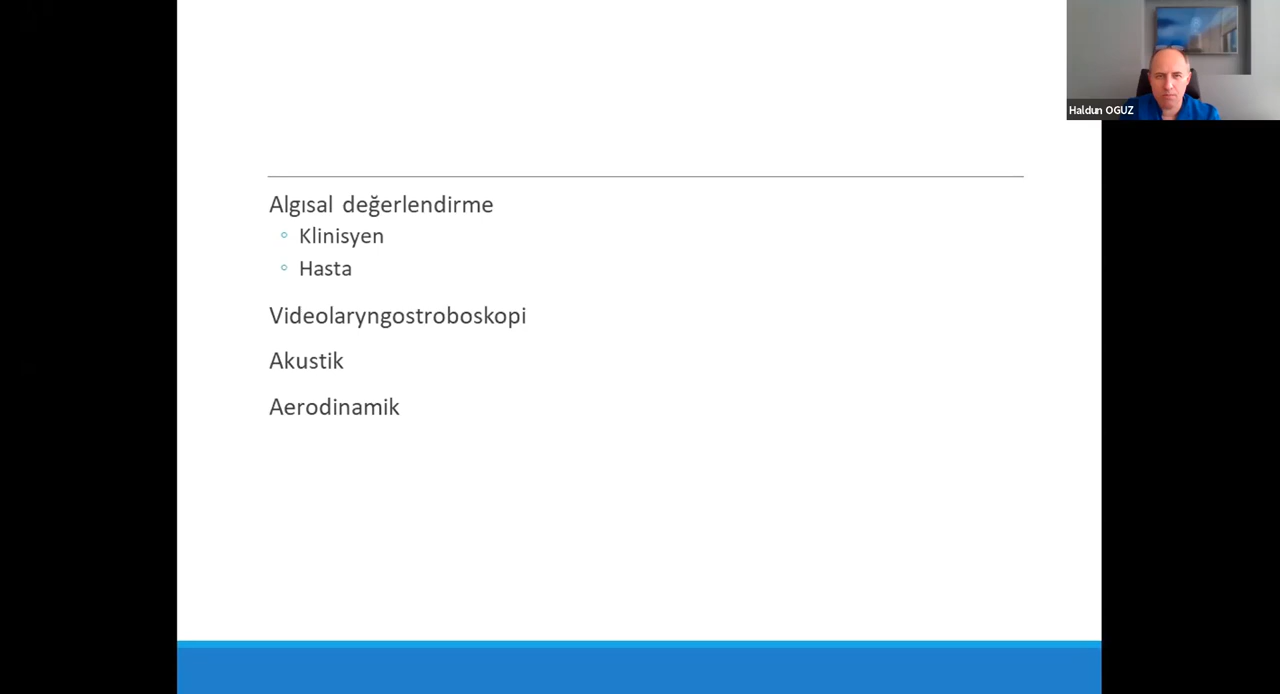 Haldun OGUZ
Algısal değerlendirme
Klinisyen
Hasta
Videolaryngostroboskopi
Akustik
Aerodinamik